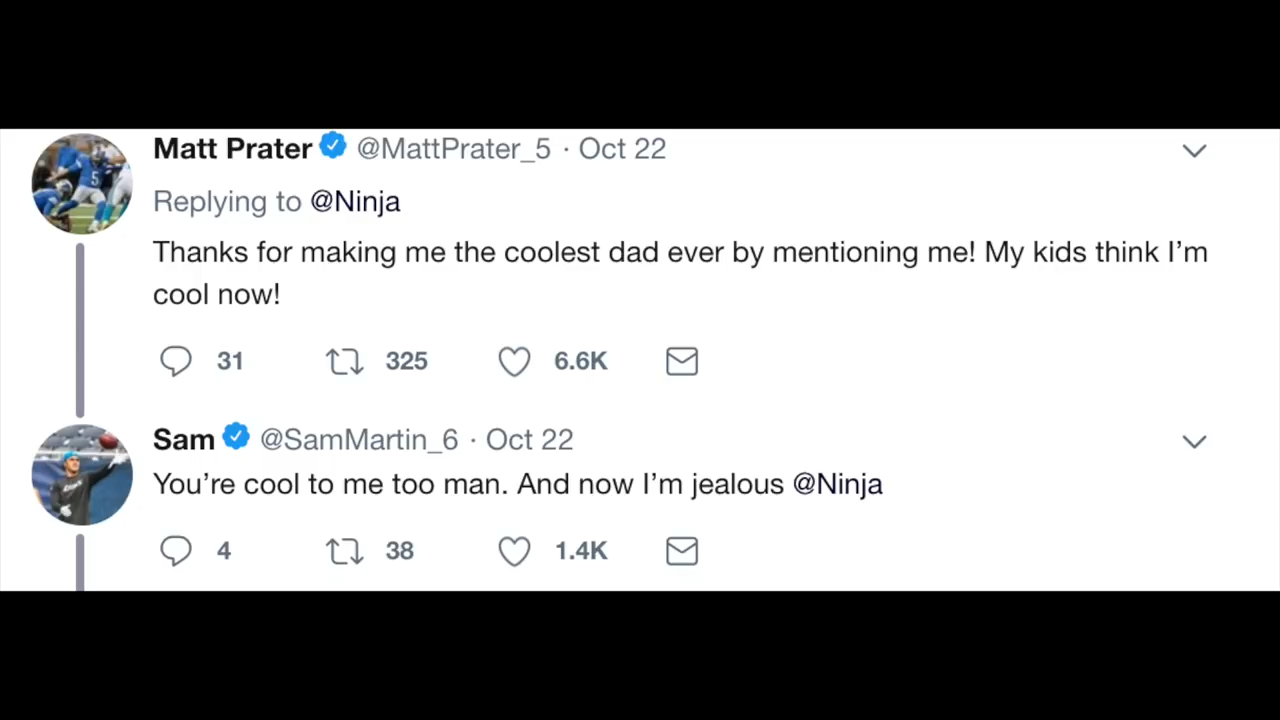 Matt Prater @MattPrater_5 · Oct 22
Replying to @Ninja
Thanks for making me the coolest dad ever by mentioning me! My kids think I’m
cool now!
31 325 6.6K
Sam @SamMartin_6 · Oct 22
You’re cool to me too man. And now I’m jealous @Ninja
4 38 1.4K